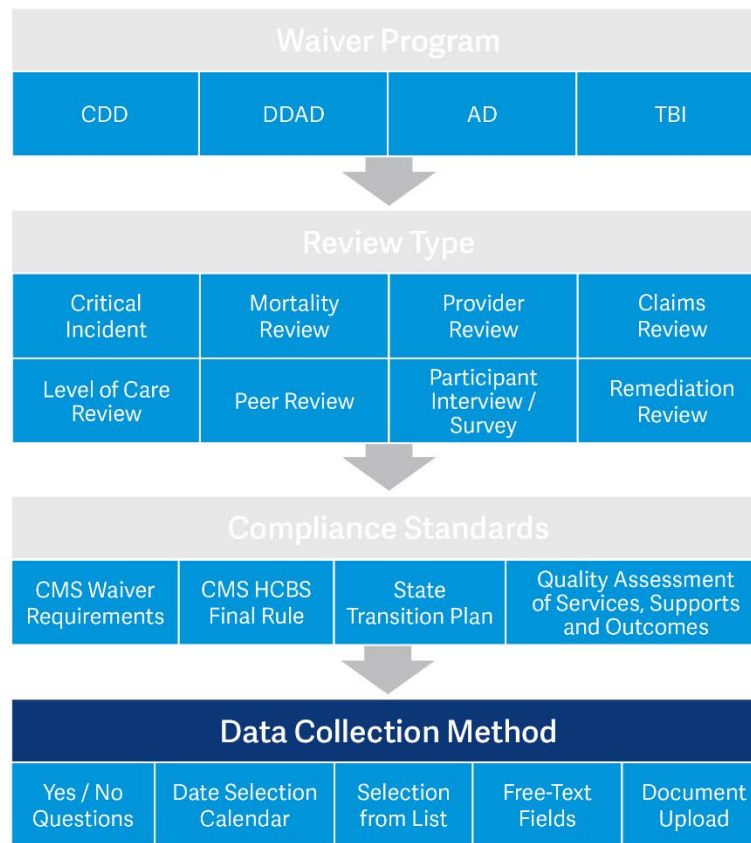 Waiver Program
CDD DDAD AD TBI
Review Type
Critical Incident
Mortality Review
Provider Review
Claims Review
Level of Care Review
Peer Review
Participant Interview / Survey
Remediation Review
Compliance Standards
CMS Waiver Requirements
CMS HCBS Final Rule
State Transition Plan
Quality Assessment of Services, Supports and Outcomes
Data Collection Method
Yes / No Questions
Date Selection Calendar
Selection from List
Free-Text Fields
Document Upload